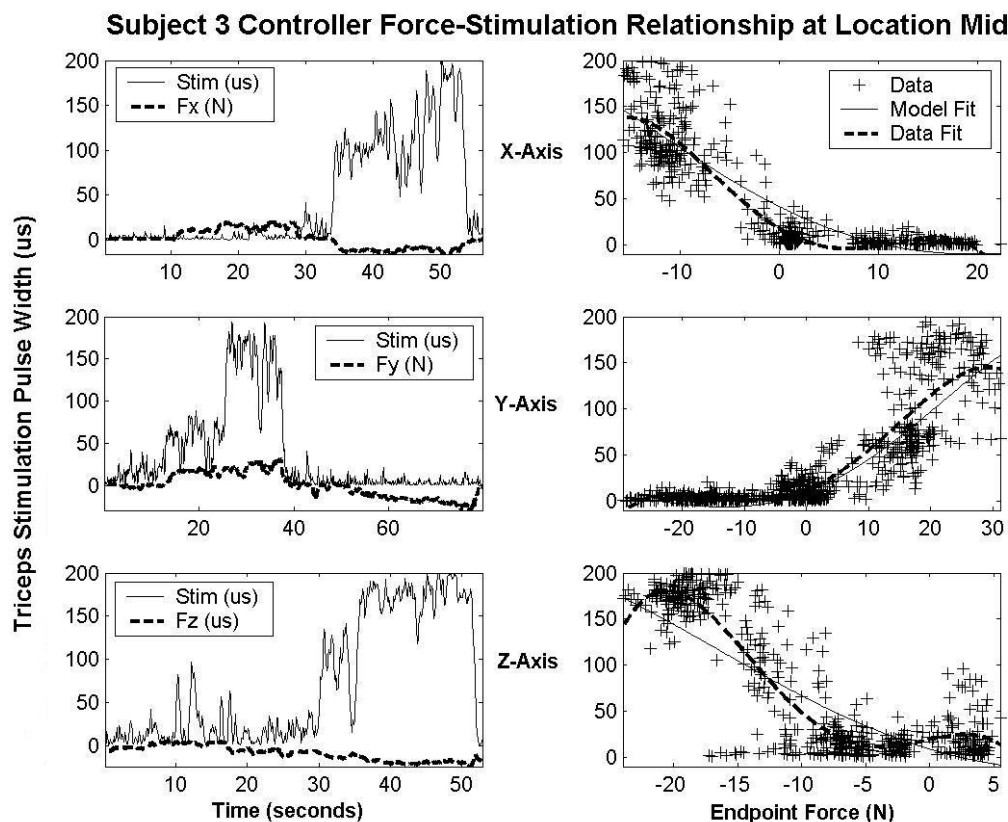 Subject 3 Controller Force-Stimulation Relationship at Location Mid
Triceps Stimulation Pulse Width (us)
200
150
100
50
0
Stim (us)
Fx (N)
10 20 30 40 50
X-Axis
200
150
100
50
0
Data
Model Fit
Data Fit
-10 0 10 20
200
150
100
50
0
Stim (us)
Fy (N)
20 40 60
Y-Axis
200
150
100
50
0
-20 -10 0 10 20 30
200
150
100
50
0
Stim (us)
Fz (us)
10 20 30 40 50
Time (seconds)
Z-Axis
200
150
100
50
0
-20 -15 -10 -5 0 5
Endpoint Force (N)